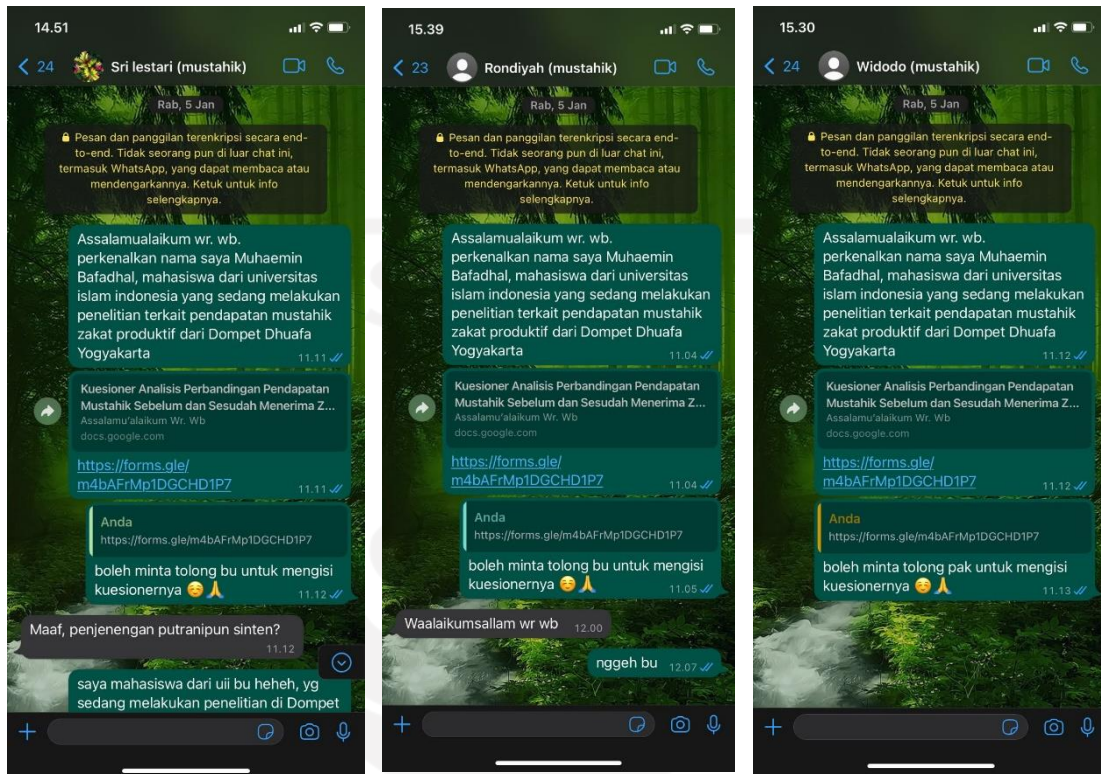 14.51
24
Sri lestari (mustahik)
Rab, 5 Jan
Pesan dan panggilan terenkripsi secara end-
to-end. Tidak seorang pun di luar chat ini,
termasuk WhatsApp, yang dapat membaca atau
mendengarkannya. Ketuk untuk info
selengkapnya.
Assalamualaikum wr. wb.
perkenalkan nama saya Muhaemin
Bafadhal, mahasiswa dari universitas
islam indonesia yang sedang melakukan
penelitian terkait pendapatan mustahik
zakat produktif dari Dompet Dhuafa
Yogyakarta
11.11
Kuesioner Analisis Perbandingan Pendapatan
Mustahik Sebelum dan Sesudah Menerima Z...
Assalamu'alaikum Wr. Wb
docs.google.com
https://forms.gle/
m4bAFrMp1DGCHD1P7
11.11
Anda
https://forms.gle/m4bAFrMp1DGCHD1P7
boleh minta tolong bu untuk mengisi
kuesionernya ☺️🙏
11.12
Maaf, penjenengan putranipun sinten?
11.12
saya mahasiswa dari uii bu heheh, yg
sedang melakukan penelitian di Dompet
15.39
23
Rondiyah (mustahik)
Rab, 5 Jan
Pesan dan panggilan terenkripsi secara end-
to-end. Tidak seorang pun di luar chat ini,
termasuk WhatsApp, yang dapat membaca atau
mendengarkannya. Ketuk untuk info
selengkapnya.
Assalamualaikum wr. wb.
perkenalkan nama saya Muhaemin
Bafadhal, mahasiswa dari universitas
islam indonesia yang sedang melakukan
penelitian terkait pendapatan mustahik
zakat produktif dari Dompet Dhuafa
Yogyakarta
11.04
Kuesioner Analisis Perbandingan Pendapatan
Mustahik Sebelum dan Sesudah Menerima Z...
Assalamu'alaikum Wr. Wb
docs.google.com
https://forms.gle/
m4bAFrMp1DGCHD1P7
11.04
Anda
https://forms.gle/m4bAFrMp1DGCHD1P7
boleh minta tolong bu untuk mengisi
kuesionernya ☺️🙏
11.05
Waalaikumsallam wr wb
12.00
nggeh bu
12.07
15.30
24
Widodo (mustahik)
Rab, 5 Jan
Pesan dan panggilan terenkripsi secara end-
to-end. Tidak seorang pun di luar chat ini,
termasuk WhatsApp, yang dapat membaca atau
mendengarkannya. Ketuk untuk info
selengkapnya.
Assalamualaikum wr. wb.
perkenalkan nama saya Muhaemin
Bafadhal, mahasiswa dari universitas
islam indonesia yang sedang melakukan
penelitian terkait pendapatan mustahik
zakat produktif dari Dompet Dhuafa
Yogyakarta
11.12
Kuesioner Analisis Perbandingan Pendapatan
Mustahik Sebelum dan Sesudah Menerima Z...
Assalamu'alaikum Wr. Wb
docs.google.com
https://forms.gle/
m4bAFrMp1DGCHD1P7
11.12
Anda
https://forms.gle/m4bAFrMp1DGCHD1P7
boleh minta tolong pak untuk mengisi
kuesionernya ☺️🙏
11.13